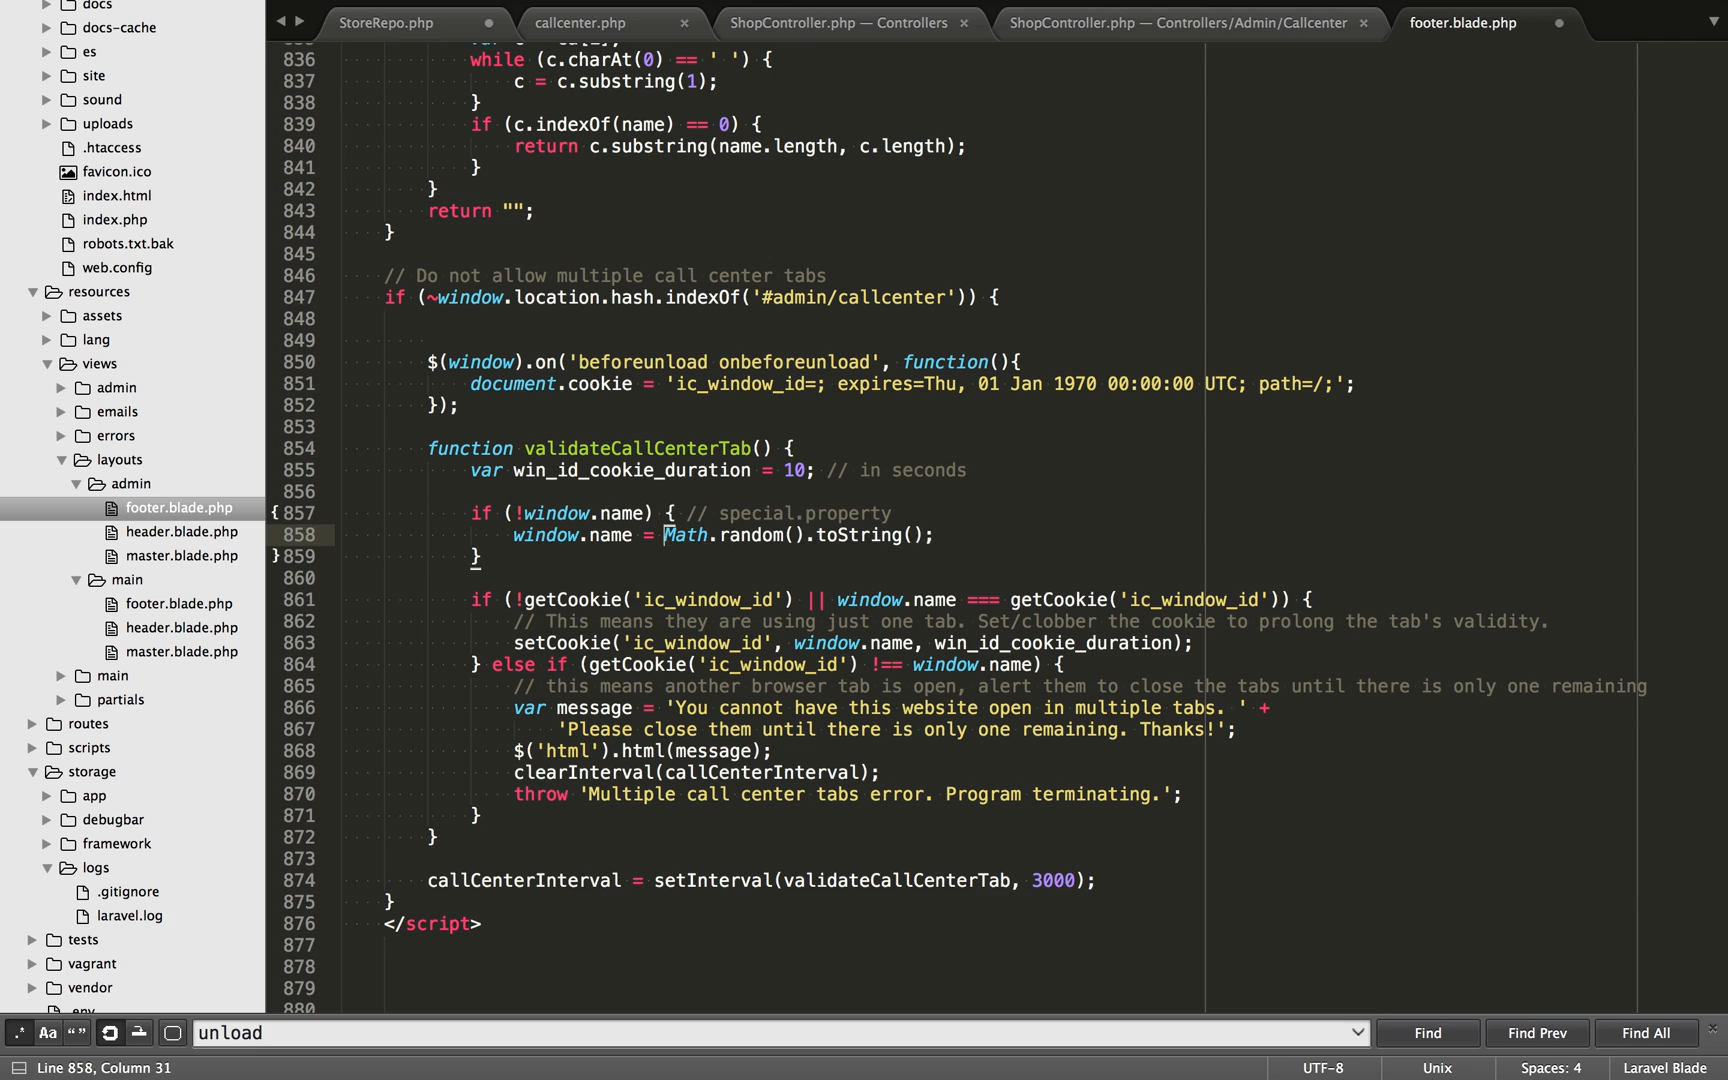 docs
docs-cache
es
site
sound
uploads
.htaccess
favicon.ico
index.html
index.php
robots.txt.bak
web.config
resources
assets
lang
views
admin
emails
errors
layouts
admin
footer.blade.php
header.blade.php
master.blade.php
main
footer.blade.php
header.blade.php
master.blade.php
main
partials
routes
scripts
storage
app
debugbar
framework
logs
.gitignore
laravel.log
tests
vagrant
vendor
.env
StoreRepo.php
callcenter.php ×
ShopController.php — Controllers ×
ShopController.php — Controllers/Admin/Callcenter ×
footer.blade.php
836 while (c.charAt(0) == ' ') {
837 c = c.substring(1);
838 }
839 if (c.indexOf(name) == 0) {
840 return c.substring(name.length, c.length);
841 }
842 }
843 return "";
844 }
845
846 // Do not allow multiple call center tabs
847 if (~window.location.hash.indexOf('#admin/callcenter')) {
848
849
850 $(window).on('beforeunload onbeforeunload', function(){
851 document.cookie = 'ic_window_id=; expires=Thu, 01 Jan 1970 00:00:00 UTC; path=/;';
852 });
853
854 function validateCallCenterTab() {
855 var win_id_cookie_duration = 10; // in seconds
856
{ 857 if (!window.name) { // special.property
858 window.name = Math.random().toString();
} 859 }
860
861 if (!getCookie('ic_window_id') || window.name === getCookie('ic_window_id')) {
862 // This means they are using just one tab. Set/clobber the cookie to prolong the tab's validity.
863 setCookie('ic_window_id', window.name, win_id_cookie_duration);
864 } else if (getCookie('ic_window_id') !== window.name) {
865 // this means another browser tab is open, alert them to close the tabs until there is only one remaining
866 var message = 'You cannot have this website open in multiple tabs. ' +
867 'Please close them until there is only one remaining. Thanks!';
868 $('html').html(message);
869 clearInterval(callCenterInterval);
870 throw 'Multiple call center tabs error. Program terminating.';
871 }
872 }
873
874 callCenterInterval = setInterval(validateCallCenterTab, 3000);
875 }
876 </script>
877
878
879
880
.* Aa “” unload Find Find Prev Find All ×
Line 858, Column 31 UTF-8 Unix Spaces: 4 Laravel Blade